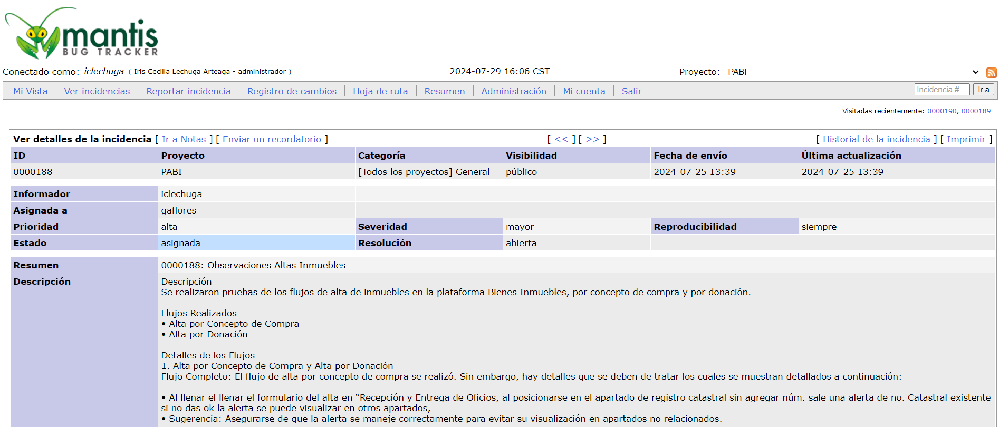 mantis
BUG TRACKER
Conectado como: iclechuga ( Iris Cecilia Lechuga Arteaga - administrador )
2024-07-29 16:06 CST
Proyecto: PABI
Mi Vista | Ver incidencias | Reportar incidencia | Registro de cambios | Hoja de ruta | Resumen | Administración | Mi cuenta | Salir
Incidencia # Ir a
Visitadas recientemente: 0000190, 0000189
Ver detalles de la incidencia [ Ir a Notas ] [ Enviar un recordatorio ] [ << ] [ >> ] [ Historial de la incidencia ] [ Imprimir ]
ID Proyecto Categoría Visibilidad Fecha de envío Última actualización
0000188 PABI [Todos los proyectos] General público 2024-07-25 13:39 2024-07-25 13:39
Informador iclechuga
Asignada a gaflores
Prioridad alta Severidad mayor Reproducibilidad siempre
Estado asignada Resolución abierta
Resumen 0000188: Observaciones Altas Inmuebles
Descripción Descripción
Se realizaron pruebas de los flujos de alta de inmuebles en la plataforma Bienes Inmuebles, por concepto de compra y por donación.
Flujos Realizados
• Alta por Concepto de Compra
• Alta por Donación
Detalles de los Flujos
1. Alta por Concepto de Compra y Alta por Donación
Flujo Completo: El flujo de alta por concepto de compra se realizó. Sin embargo, hay detalles que se deben de tratar los cuales se muestran detallados a continuación:
• Al llenar el llenar el formulario del alta en “Recepción y Entrega de Oficios, al posicionarse en el apartado de registro catastral sin agregar núm. sale una alerta de no. Catastral existente
si no das ok la alerta se puede visualizar en otros apartados,
• Sugerencia: Asegurarse de que la alerta se maneje correctamente para evitar su visualización en apartados no relacionados.